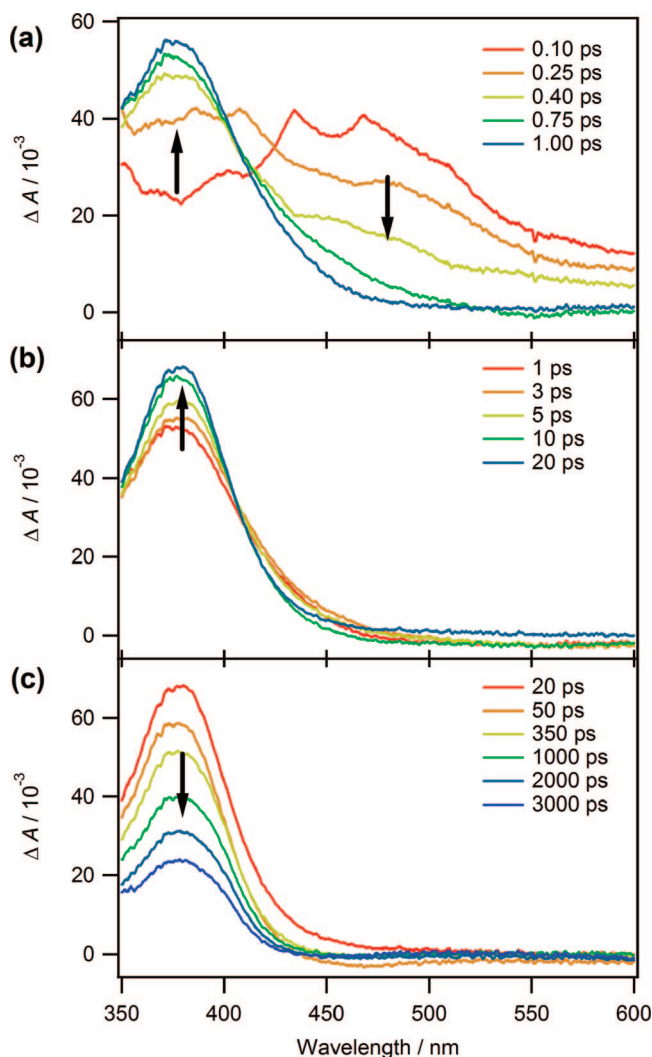 (a)
60
40
20
0
Δ A / 10⁻³
0.10 ps
0.25 ps
0.40 ps
0.75 ps
1.00 ps
(b)
60
40
20
0
Δ A / 10⁻³
1 ps
3 ps
5 ps
10 ps
20 ps
(c)
60
40
20
0
Δ A / 10⁻³
20 ps
50 ps
350 ps
1000 ps
2000 ps
3000 ps
350 400 450 500 550 600
Wavelength / nm